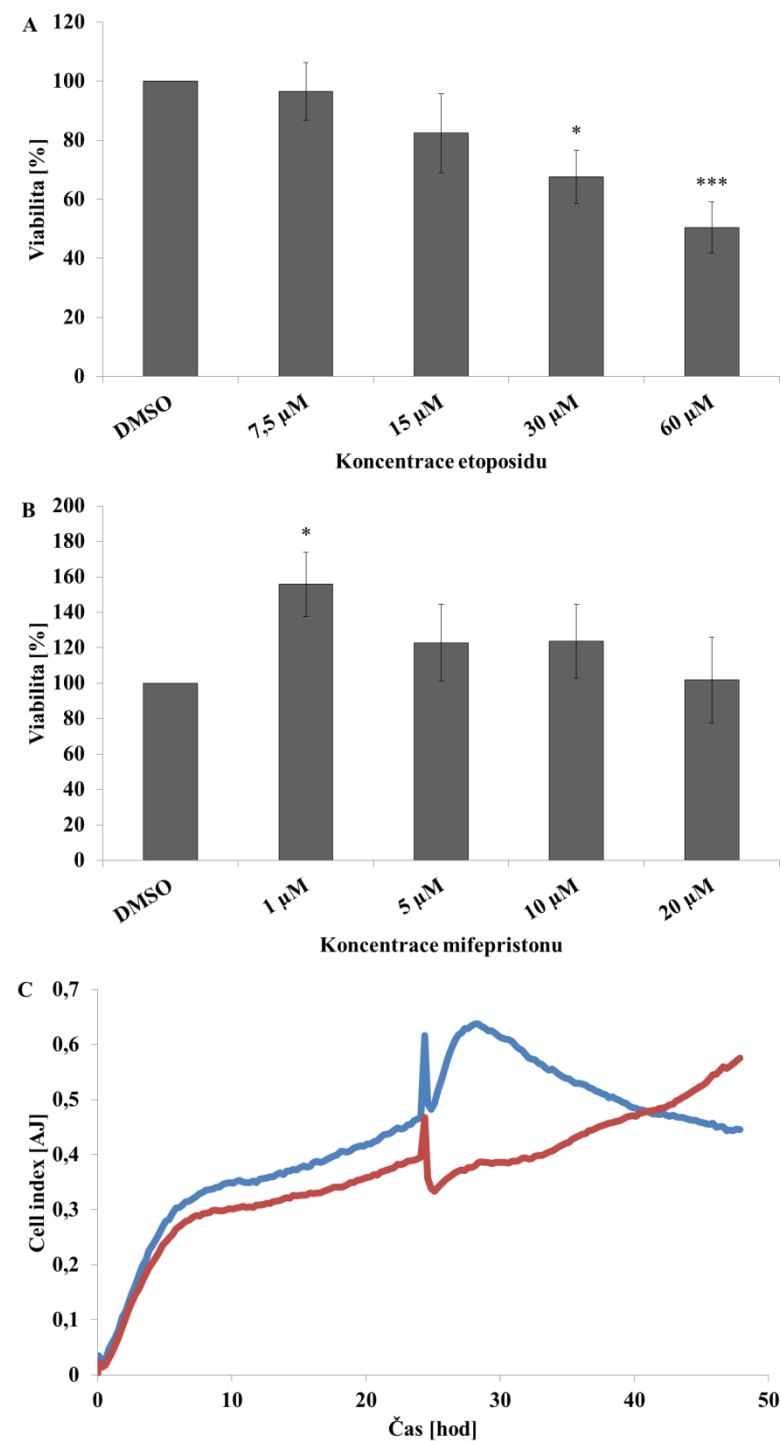 A
120
100
80
60
40
20
0
Viabilita [%]
*
***
DMSO
7,5 µM
15 µM
30 µM
60 µM
Koncentrace etoposidu
B
200
180
160
140
120
100
80
60
40
20
0
Viabilita [%]
*
DMSO
1 µM
5 µM
10 µM
20 µM
Koncentrace mifepristonu
C
0,7
0,6
0,5
0,4
0,3
0,2
0,1
0
Cell index [AJ]
0
10
20
30
40
50
Čas [hod]